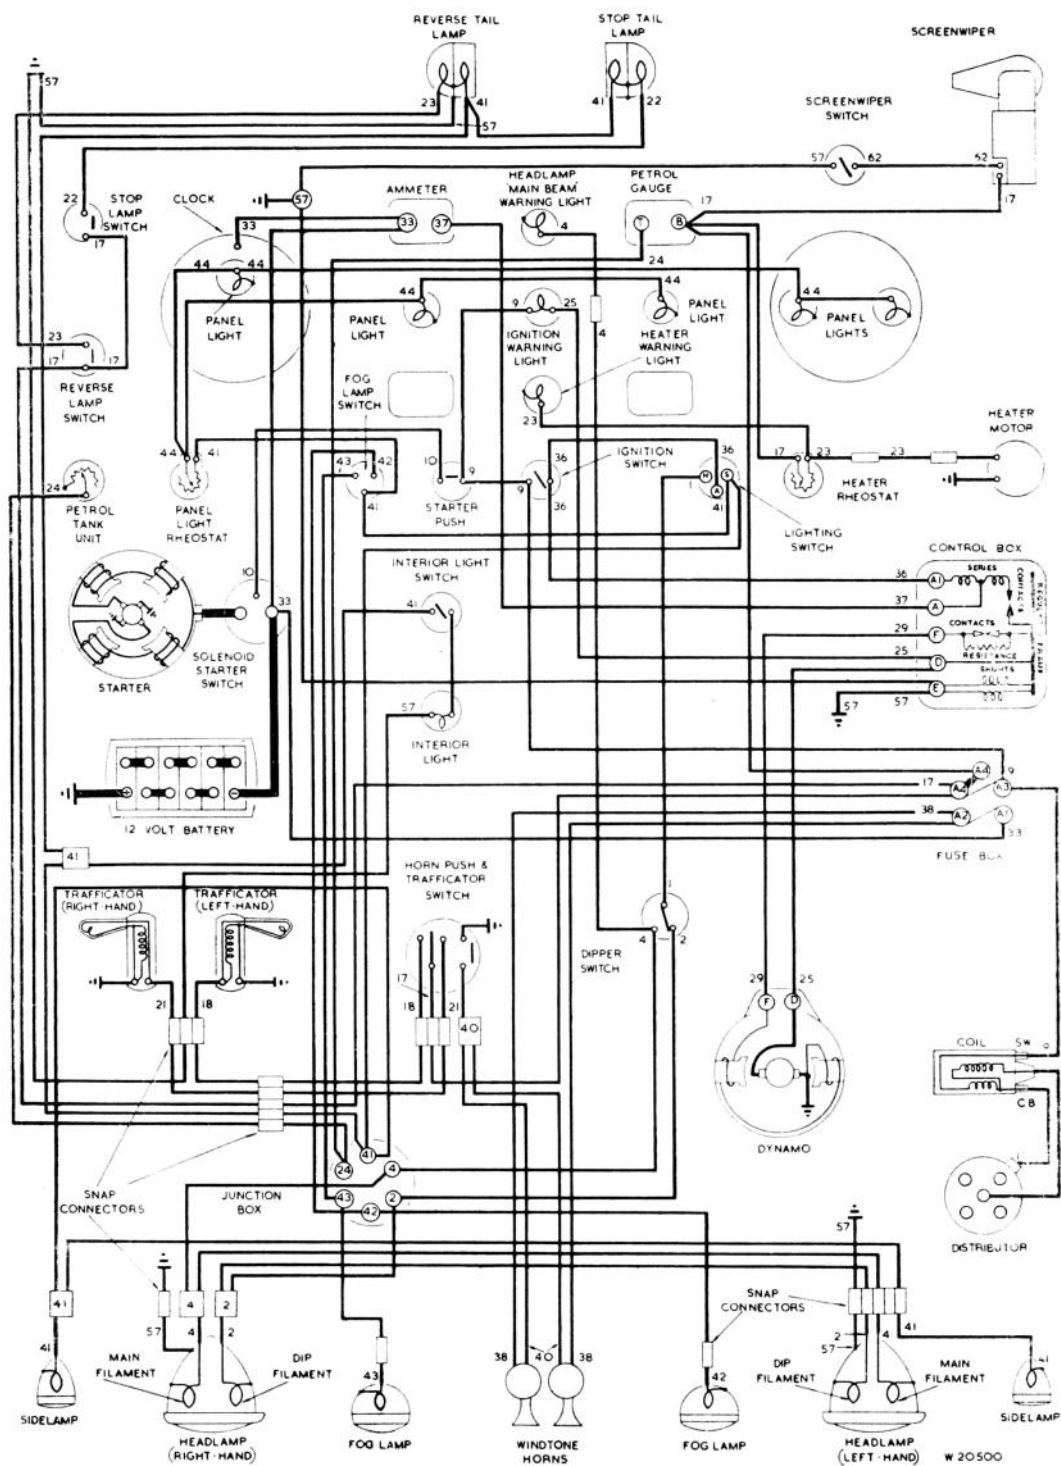 REVERSE TAIL
LAMP
STOP TAIL
LAMP
SCREENWIPER
57
23
41
57
41
22
SCREENWIPER
SWITCH
57
62
62
17
22
STOP
LAMP
SWITCH
17
CLOCK
33
57
AMMETER
33
37
HEADLAMP
'MAIN BEAM'
WARNING LIGHT
4
PETROL
GAUGE
T
B
17
24
44
44
PANEL
LIGHT
44
PANEL
LIGHT
9
25
IGNITION
WARNING
LIGHT
4
44
PANEL
LIGHT
HEATER
WARNING
LIGHT
23
44
PANEL
LIGHTS
23
17
17
REVERSE
LAMP
SWITCH
FOG
LAMP
SWITCH
24
PETROL
TANK
UNIT
44
41
PANEL
LIGHT
RHEOSTAT
43
42
41
10
9
STARTER
PUSH
9
36
36
IGNITION
SWITCH
36
1
H
S
A
41
LIGHTING
SWITCH
17
23
23
HEATER
RHEOSTAT
HEATER
MOTOR
STARTER
10
33
SOLENOID
STARTER
SWITCH
INTERIOR LIGHT
SWITCH
41
57
INTERIOR
LIGHT
CONTROL BOX
36
A1
SERIES
CONTACTS
37
A
29
F
CONTACTS
RESISTANCE
25
D
SHUNTS
E
57
57
12 VOLT BATTERY
17
A4
9
A2
A3
38
A2
A1
33
FUSE BOX
41
TRAFFICATOR
(RIGHT-HAND)
TRAFFICATOR
(LEFT-HAND)
21
18
HORN PUSH &
TRAFFICATOR
SWITCH
17
18
21
40
1
4
2
DIPPER
SWITCH
29
25
F
D
DYNAMO
COIL
SW
9
CB
DISTRIBUTOR
SNAP
CONNECTORS
JUNCTION
BOX
41
24
4
43
2
42
57
SNAP
CONNECTORS
41
4
2
57
4
2
41
SIDELAMP
MAIN
FILAMENT
DIP
FILAMENT
HEADLAMP
(RIGHT-HAND)
43
FOG LAMP
38
40
38
WINDTONE
HORNS
42
FOG LAMP
2
57
4
41
DIP
FILAMENT
MAIN
FILAMENT
HEADLAMP
(LEFT-HAND)
41
SIDELAMP
W 20500